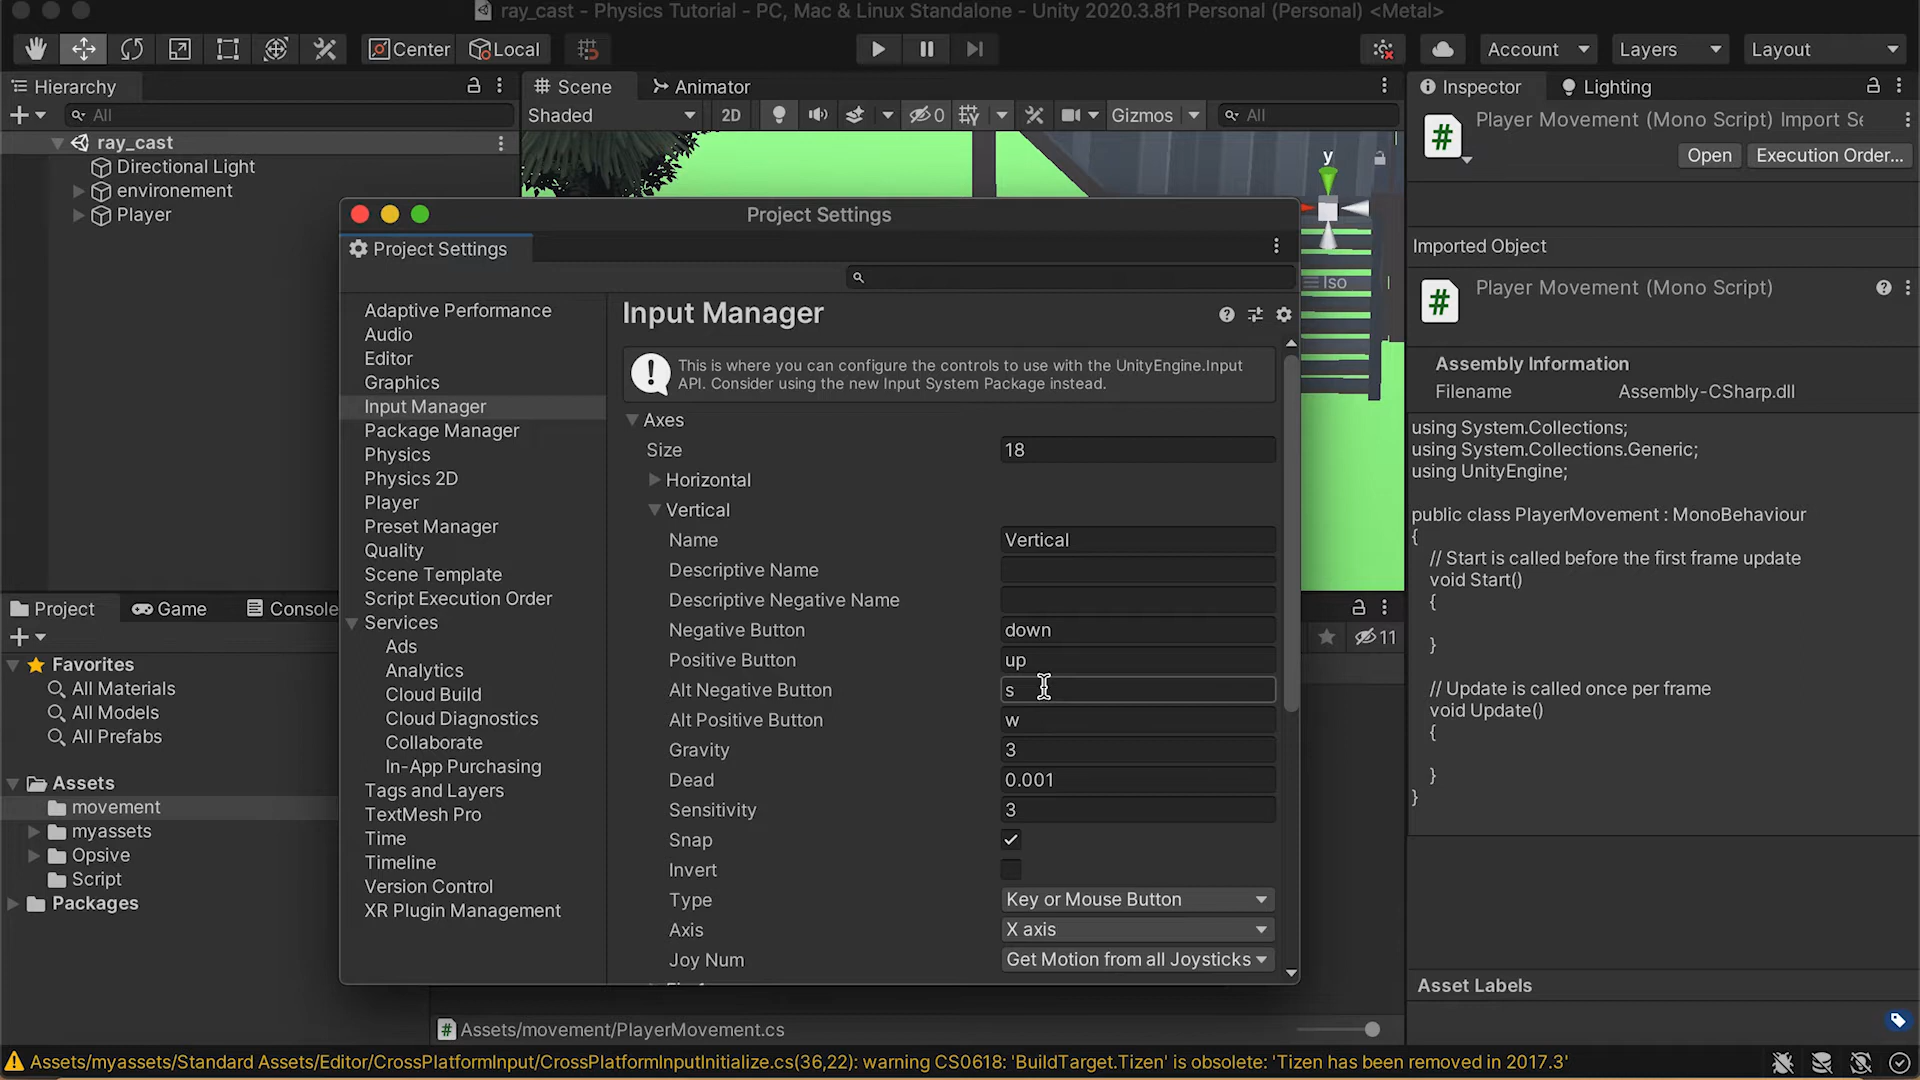 ray_cast - Physics Tutorial - PC, Mac & Linux Standalone - Unity 2020.3.8f1 Personal (Personal) <Metal>
Center
Local
Account
Layers
Layout
Hierarchy
All
ray_cast
Directional Light
environement
Player
Scene
Animator
Shaded
2D
0
Gizmos
All
y
Iso
Inspector
Lighting
Player Movement (Mono Script) Import Se
Open
Execution Order...
Imported Object
Player Movement (Mono Script)
Assembly Information
Filename Assembly-CSharp.dll
using System.Collections;
using System.Collections.Generic;
using UnityEngine;
public class PlayerMovement : MonoBehaviour
{
// Start is called before the first frame update
void Start()
{
}
// Update is called once per frame
void Update()
{
}
}
Asset Labels
Project Settings
Project Settings
Adaptive Performance
Audio
Editor
Graphics
Input Manager
Package Manager
Physics
Physics 2D
Player
Preset Manager
Quality
Scene Template
Script Execution Order
Services
Ads
Analytics
Cloud Build
Cloud Diagnostics
Collaborate
In-App Purchasing
Tags and Layers
TextMesh Pro
Time
Timeline
Version Control
XR Plugin Management
Input Manager
This is where you can configure the controls to use with the UnityEngine.Input
API. Consider using the new Input System Package instead.
Axes
Size 18
Horizontal
Vertical
Name Vertical
Descriptive Name
Descriptive Negative Name
Negative Button down
Positive Button up
Alt Negative Button s
Alt Positive Button w
Gravity 3
Dead 0.001
Sensitivity 3
Snap
Invert
Type Key or Mouse Button
Axis X axis
Joy Num Get Motion from all Joysticks
Project
Game
Console
11
Favorites
All Materials
All Models
All Prefabs
Assets
movement
myassets
Opsive
Script
Packages
Assets/movement/PlayerMovement.cs
Assets/myassets/Standard Assets/Editor/CrossPlatformInput/CrossPlatformInputInitialize.cs(36,22): warning CS0618: 'BuildTarget.Tizen' is obsolete: 'Tizen has been removed in 2017.3'